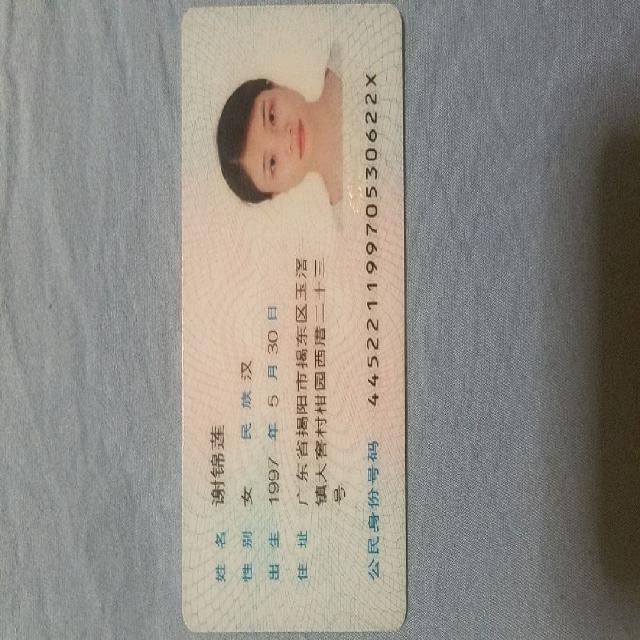 姓名 谢锦莲
性别 女 民族 汉
出生 1997 年 5 月 30 日
住址 广东省揭阳市揭东区玉滘
镇大窖村柑园西厝二十三
号
公民身份号码 44522119970530622X